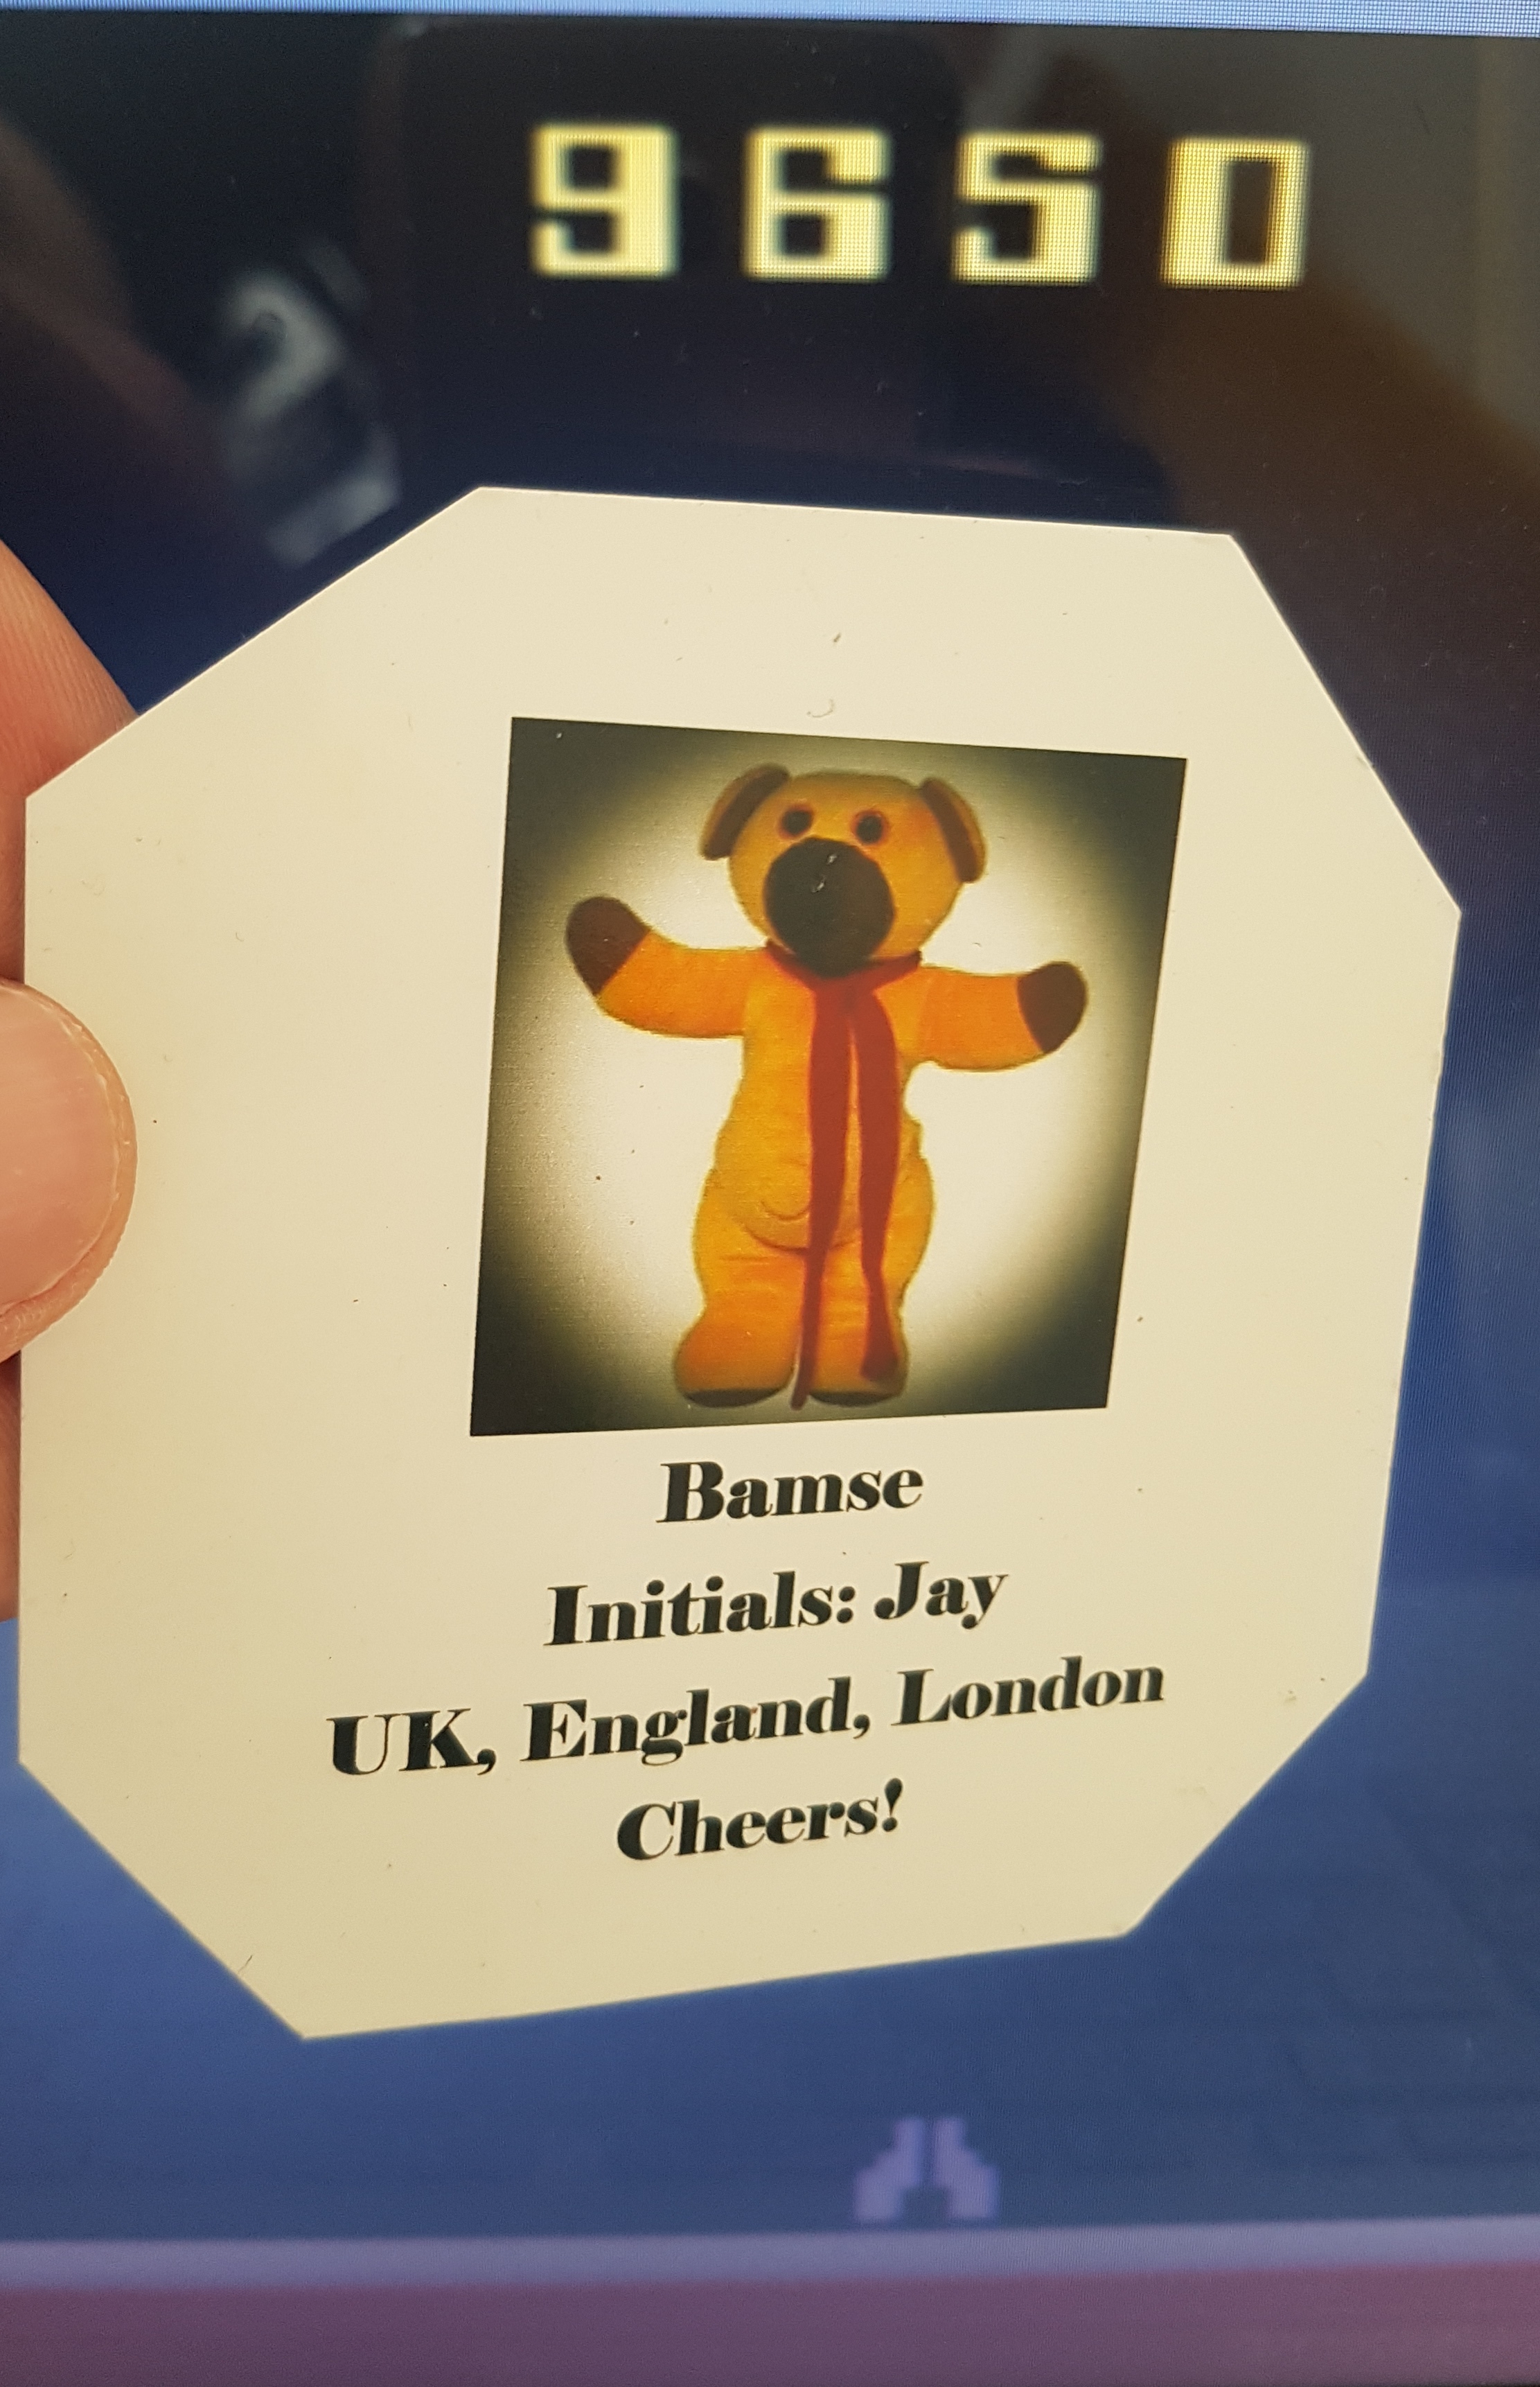 9650
Bamse
Initials: Jay
UK, England, London
Cheers!